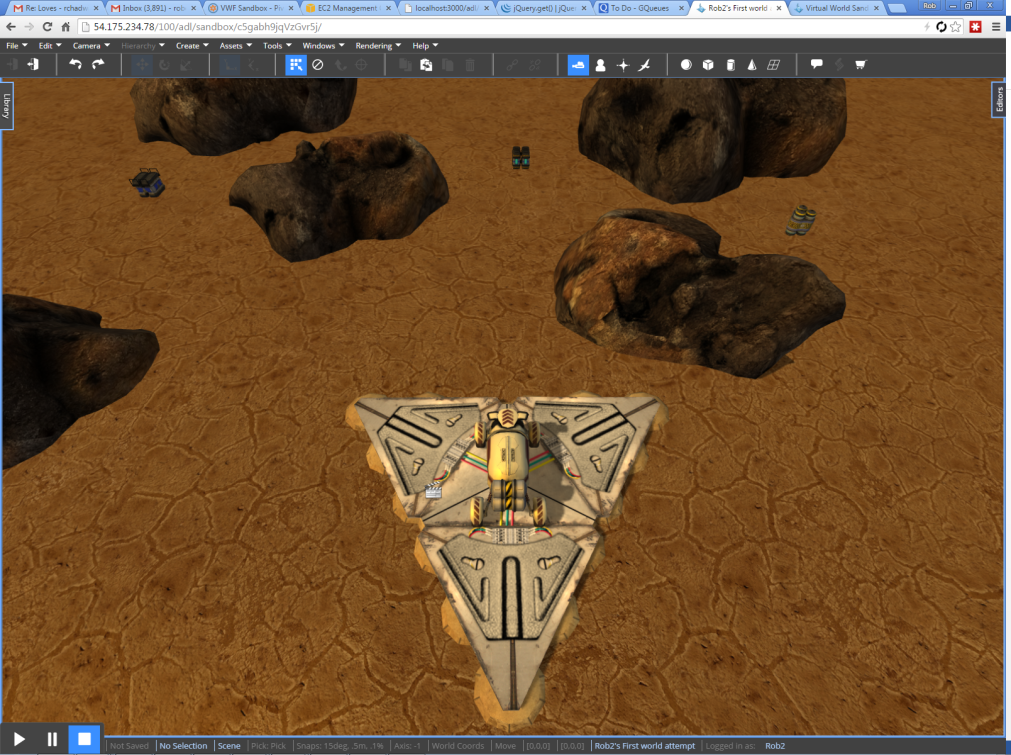 Re: Loves - rchadwi
Inbox (3,891) - rob
VWF Sandbox - Pi
EC2 Management
localhost:3000/adl/
jQuery.get() | jQue
To Do - GQueues
Rob2's First world
Virtual World Sand
Rob
54.175.234.78/100/adl/sandbox/c5gabh9jqVzGvr5j/
File Edit Camera Hierarchy Create Assets Tools Windows Rendering Help
Library
Editors
Not Saved No Selection Scene Pick: Pick Snaps: 15deg, .5m, .1% Axis: -1 World Coords Move [0,0,0] [0,0,0] Rob2's First world attempt Logged in as: Rob2